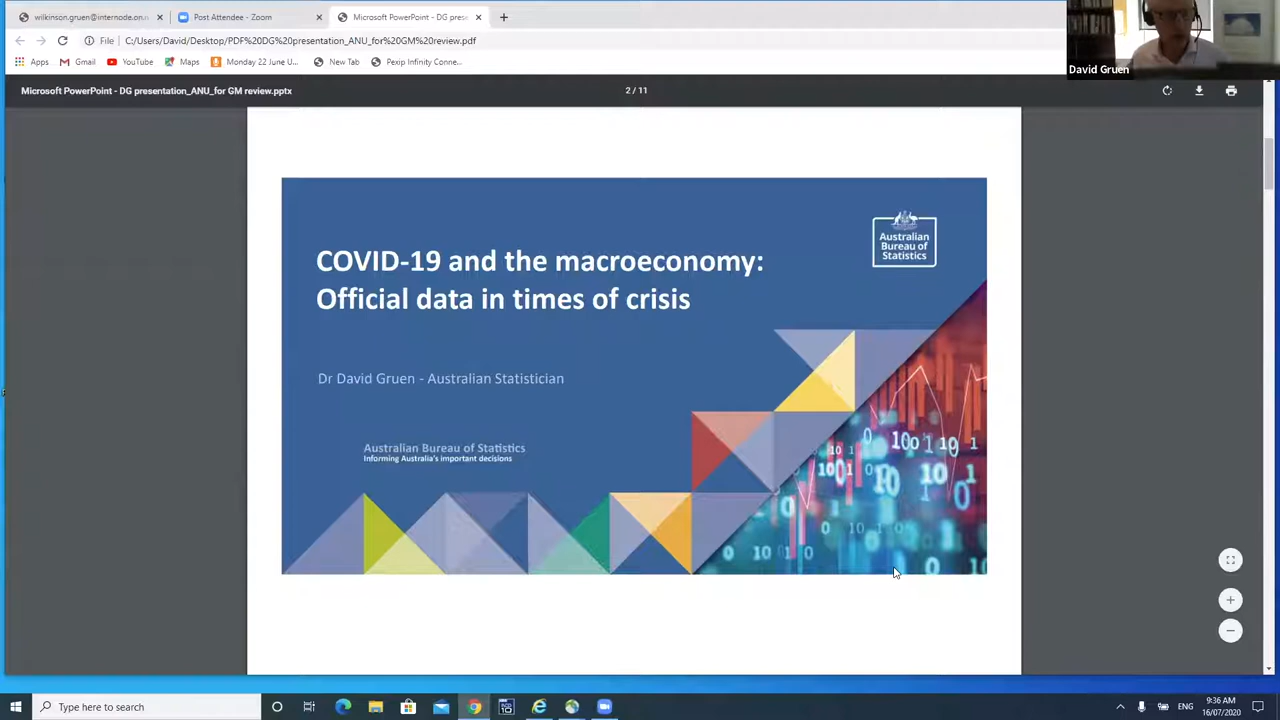 wilkinson.gruen@internode.on.n
Post Attendee - Zoom
Microsoft PowerPoint - DG prese
File
C:/Users/David/Desktop/PDF%20DG%20presentation_ANU_for%20GM%20review.pdf
Apps
Gmail
YouTube
Maps
Monday 22 June U...
New Tab
Pexip Infinity Conne...
David Gruen
Microsoft PowerPoint - DG presentation_ANU_for GM review.pptx
2 / 11
Australian
Bureau of
Statistics
COVID-19 and the macroeconomy:
Official data in times of crisis
Dr David Gruen - Australian Statistician
Australian Bureau of Statistics
Informing Australia's important decisions
Type here to search
ENG
9:36 AM
16/07/2020